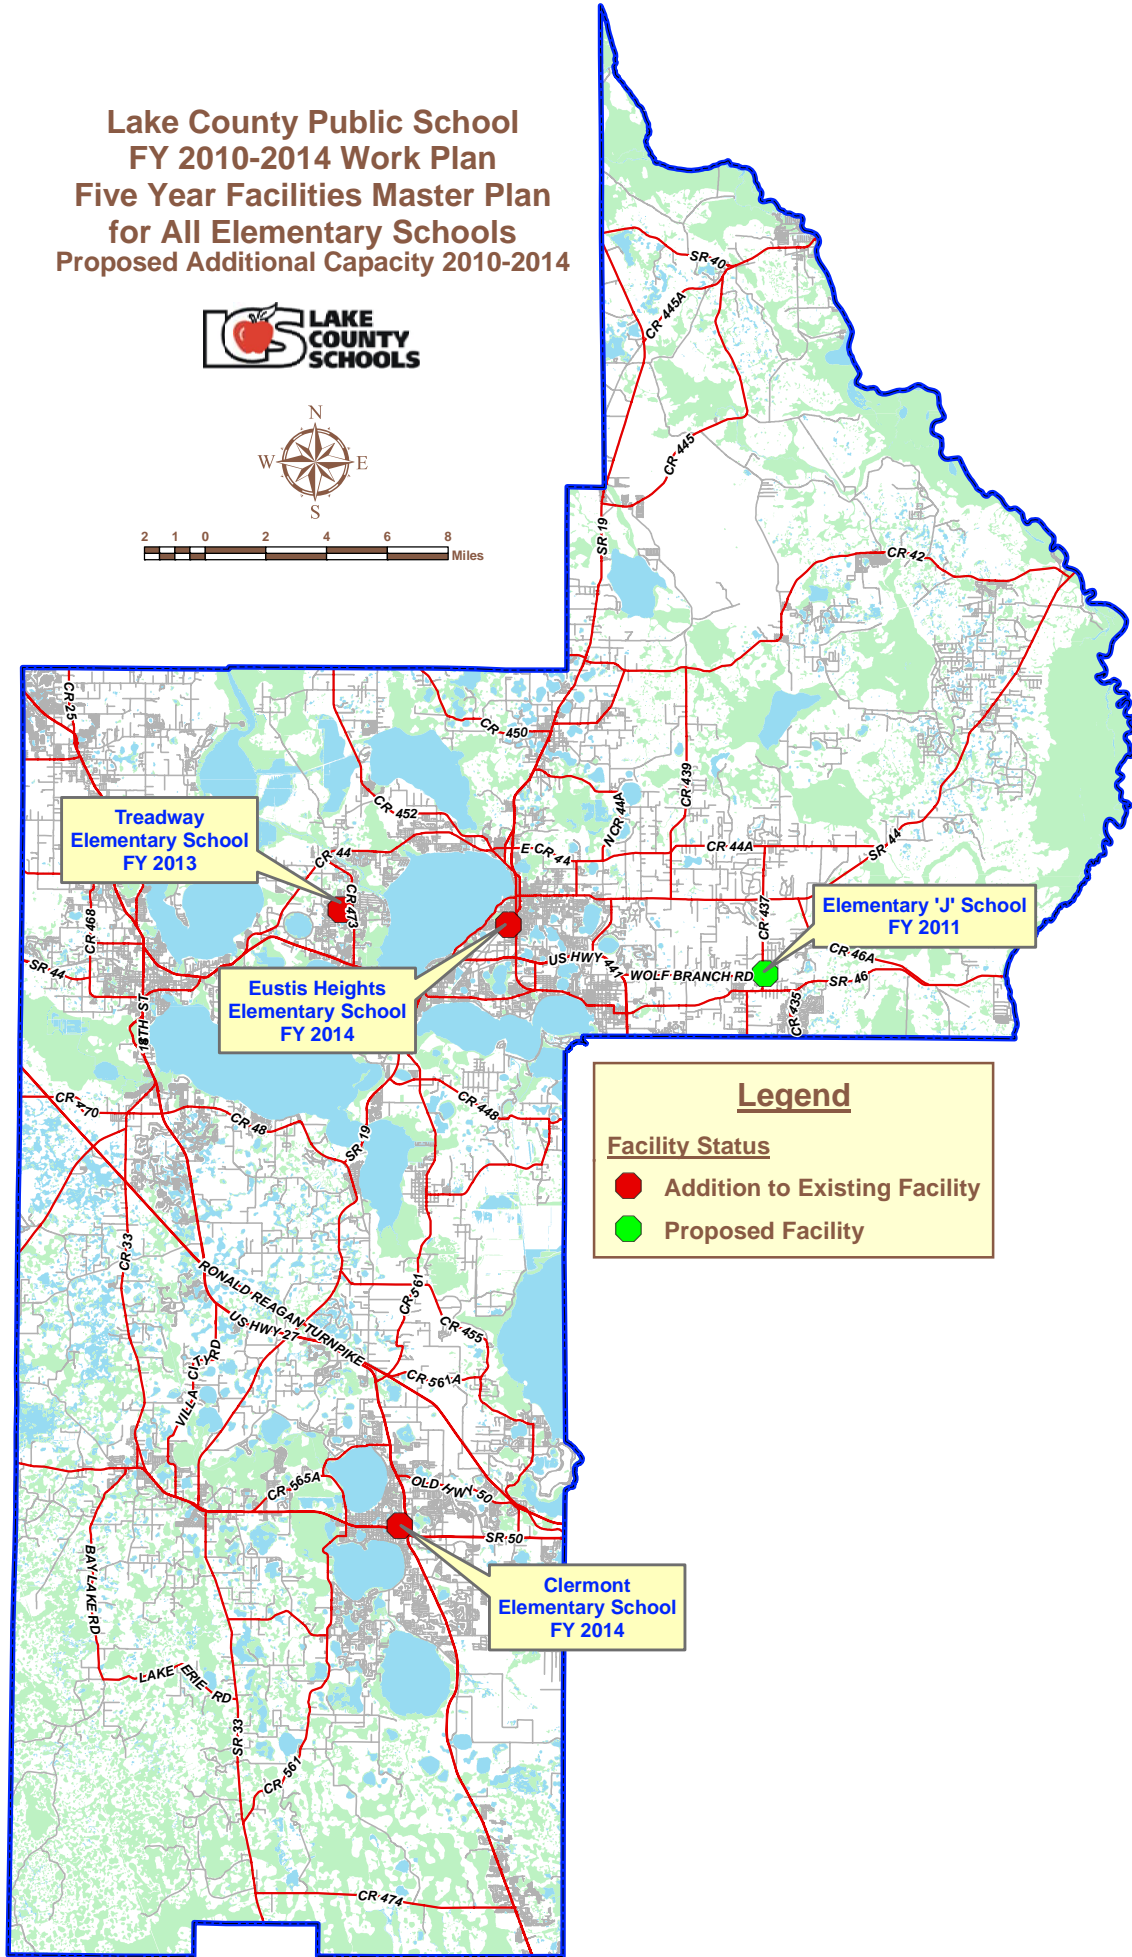 Lake County Public School
FY 2010-2014 Work Plan
Five Year Facilities Master Plan
for All Elementary Schools
Proposed Additional Capacity 2010-2014
LCS LAKE
COUNTY
SCHOOLS
N
W E
S
2 1 0 2 4 6 8
Miles
SR 40
CR 445A
CR 445
SR 19
CR 42
CR 25
CR 450
CR 439
N CR 44A
CR 452
Treadway
Elementary School
FY 2013
CR 44
E CR 44
CR 44A
SR 44
CR 473
CR 468
CR 437
Elementary 'J' School
FY 2011
SR 44
US HWY 441
WOLF BRANCH RD
CR 46A
SR 46
CR 435
Eustis Heights
Elementary School
FY 2014
CR 470
CR 48
SR 19
CR 448
Legend
Facility Status
Addition to Existing Facility
Proposed Facility
CR 33
RONALD REAGAN TURNPIKE
US HWY 27
CR 561
CR 455
VILLA CITY RD
CR 561A
CR 565A
OLD HWY 50
SR 50
BAY LAKE RD
Clermont
Elementary School
FY 2014
LAKE ERIE RD
SR 33
CR 561
CR 474